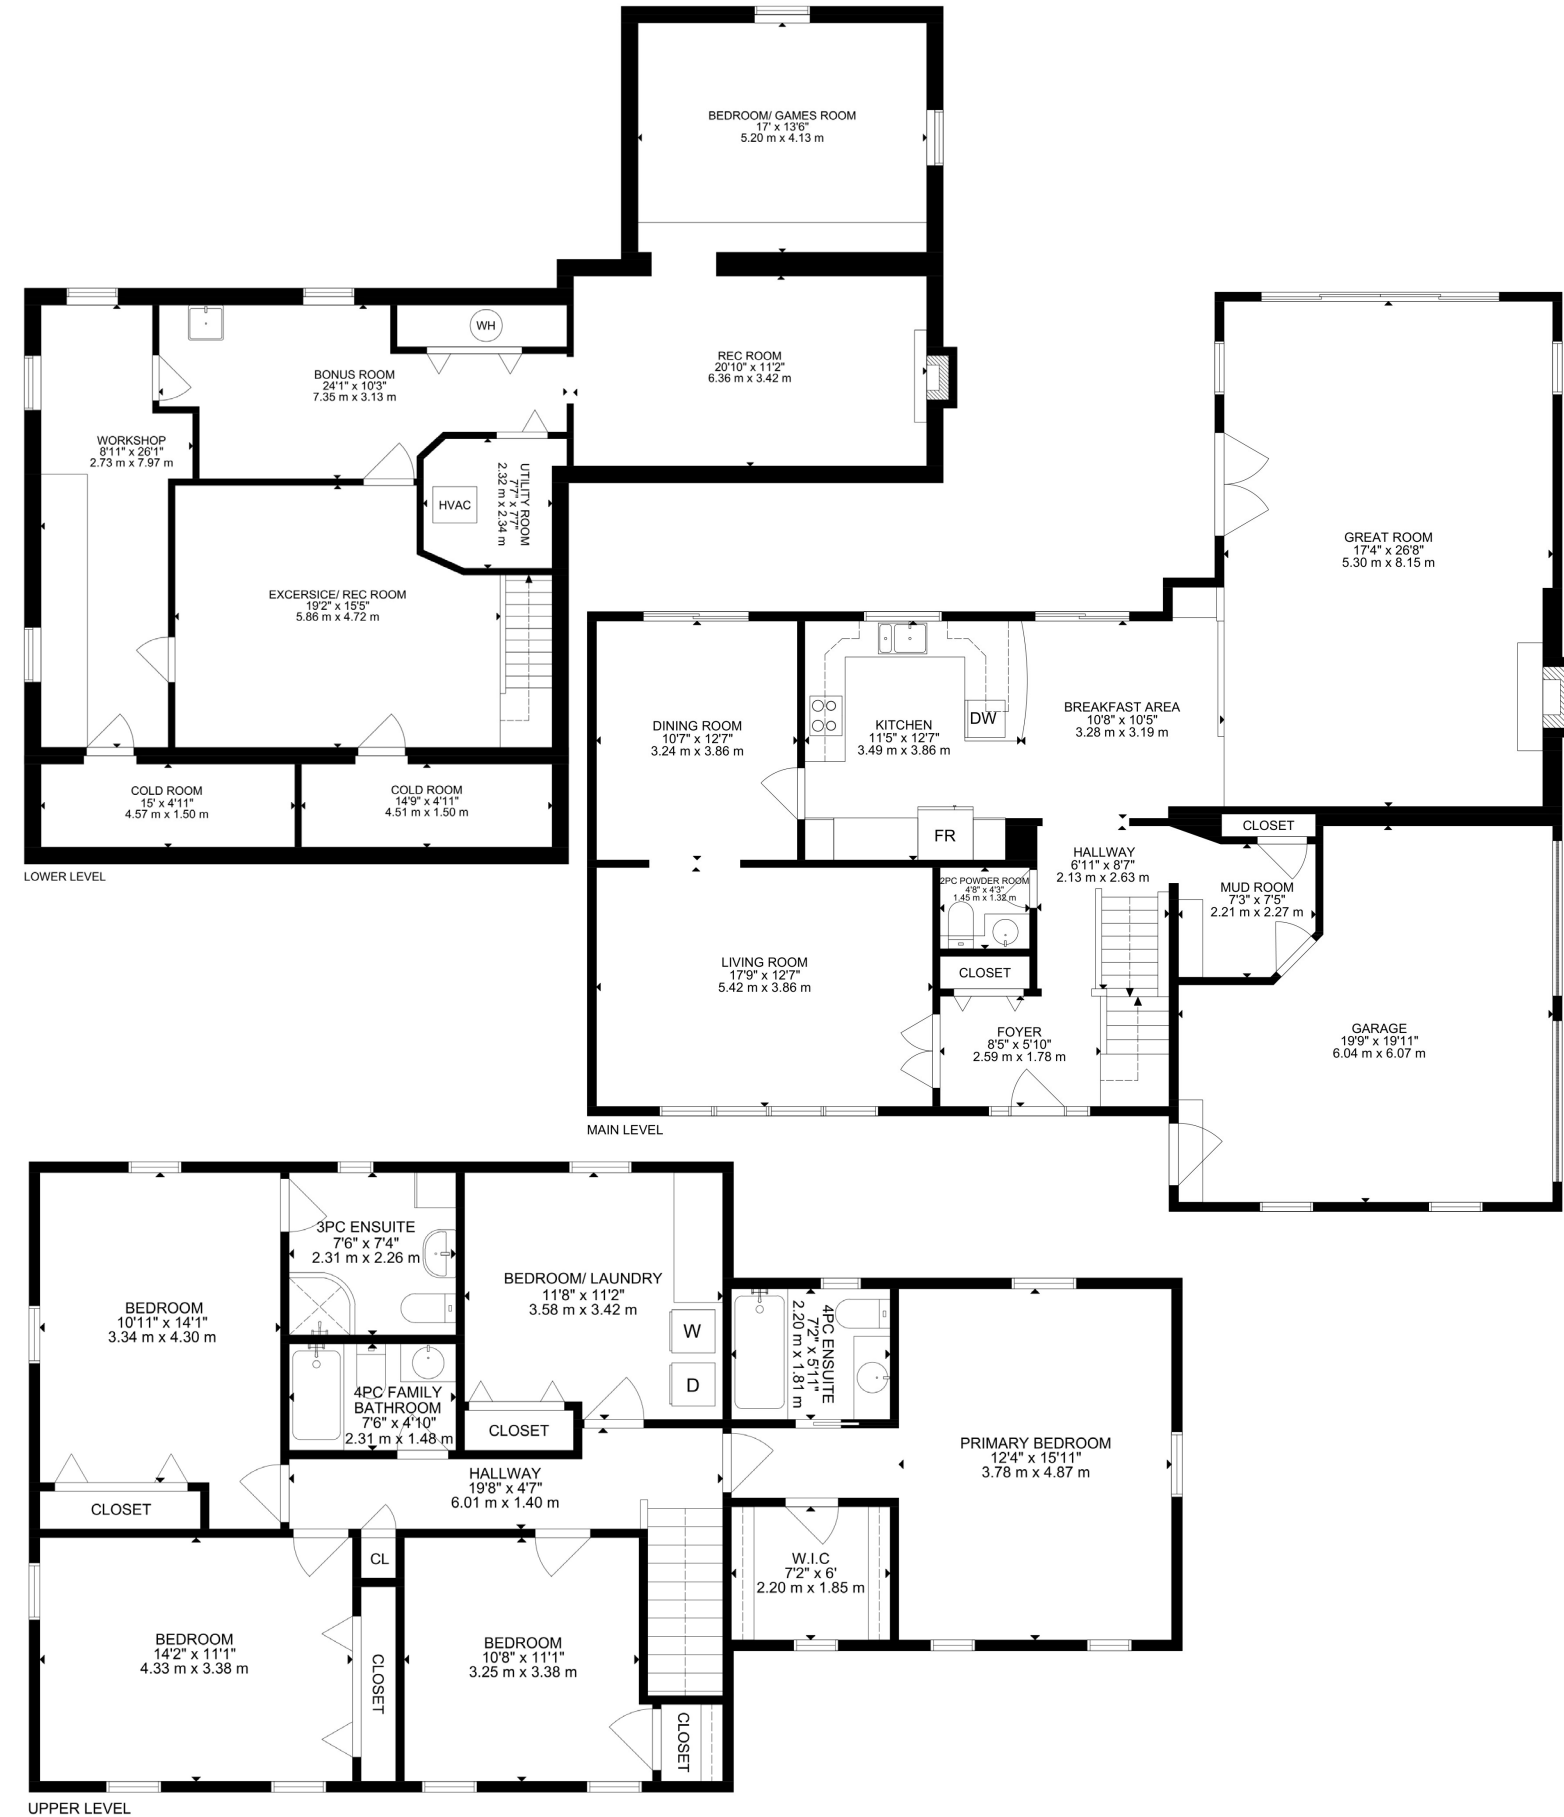 BEDROOM/ GAMES ROOM
17' x 13'6"
5.20 m x 4.13 m
WH
BONUS ROOM
24'1" x 10'3"
7.35 m x 3.13 m
REC ROOM
20'10" x 11'2"
6.36 m x 3.42 m
WORKSHOP
8'11" x 26'1"
2.73 m x 7.97 m
UTILITY ROOM
7'7" x 7'7"
2.32 m x 2.34 m
HVAC
EXCERSICE/ REC ROOM
19'2" x 15'5"
5.86 m x 4.72 m
COLD ROOM
15' x 4'11"
4.57 m x 1.50 m
COLD ROOM
14'9" x 4'11"
4.51 m x 1.50 m
LOWER LEVEL
GREAT ROOM
17'4" x 26'8"
5.30 m x 8.15 m
DINING ROOM
10'7" x 12'7"
3.24 m x 3.86 m
KITCHEN
11'5" x 12'7"
3.49 m x 3.86 m
DW
BREAKFAST AREA
10'8" x 10'5"
3.28 m x 3.19 m
FR
CLOSET
HALLWAY
6'11" x 8'7"
2.13 m x 2.63 m
2PC POWDER ROOM
4'8" x 4'3"
1.45 m x 1.32 m
MUD ROOM
7'3" x 7'5"
2.21 m x 2.27 m
LIVING ROOM
17'9" x 12'7"
5.42 m x 3.86 m
CLOSET
FOYER
8'5" x 5'10"
2.59 m x 1.78 m
GARAGE
19'9" x 19'11"
6.04 m x 6.07 m
MAIN LEVEL
3PC ENSUITE
7'6" x 7'4"
2.31 m x 2.26 m
BEDROOM/ LAUNDRY
11'8" x 11'2"
3.58 m x 3.42 m
BEDROOM
10'11" x 14'1"
3.34 m x 4.30 m
W
D
4PC ENSUITE
7'2" x 5'11"
2.20 m x 1.81 m
4PC FAMILY
BATHROOM
7'6" x 4'10"
2.31 m x 1.48 m
CLOSET
PRIMARY BEDROOM
12'4" x 15'11"
3.78 m x 4.87 m
HALLWAY
19'8" x 4'7"
6.01 m x 1.40 m
CLOSET
CL
W.I.C
7'2" x 6'
2.20 m x 1.85 m
BEDROOM
14'2" x 11'1"
4.33 m x 3.38 m
CLOSET
BEDROOM
10'8" x 11'1"
3.25 m x 3.38 m
CLOSET
UPPER LEVEL